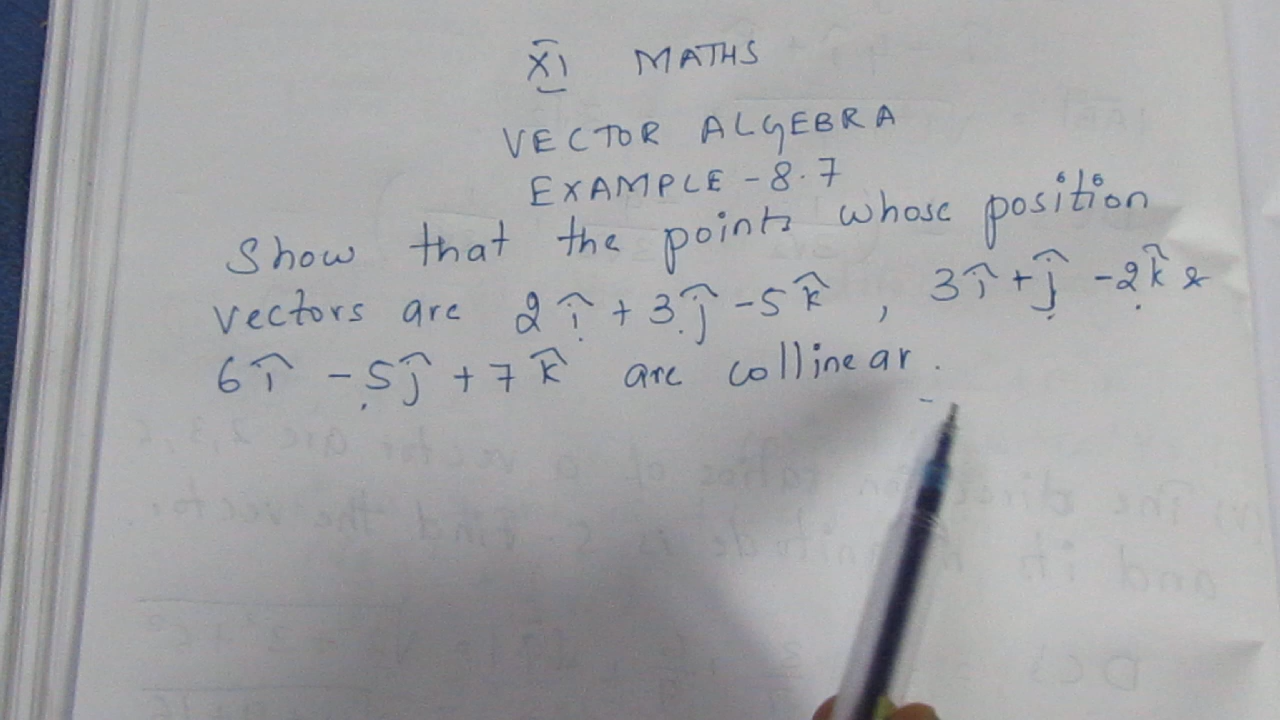 XI MATHS
VECTOR ALGEBRA
EXAMPLE - 8.7
Show that the points whose position
vectors are 2î + 3ĵ - 5k̂ , 3î + ĵ - 2k̂ &
6î - 5ĵ + 7k̂ are collinear.